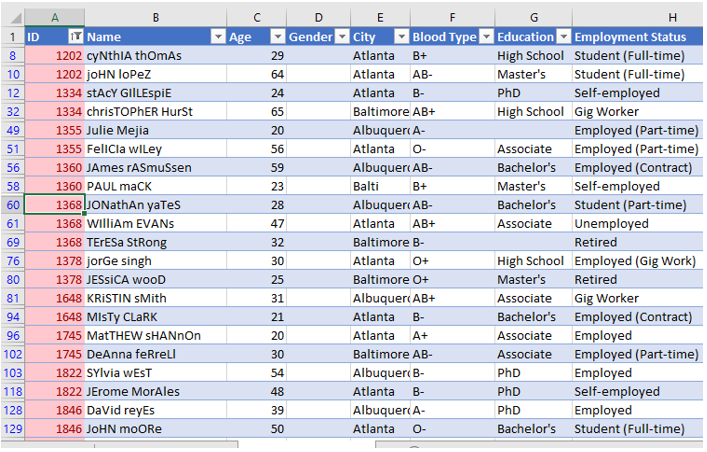 A B C D E F G H
1 ID Name Age Gender City Blood Type Education Employment Status
8 1202 cyNthIA thOmAs 29 Atlanta B+ High School Student (Full-time)
10 1202 joHN loPeZ 64 Atlanta AB- Master's Student (Full-time)
12 1334 stAcY GIlLEspiE 24 Atlanta B- PhD Self-employed
32 1334 chrisTOPhER HurSt 65 Baltimore AB+ High School Gig Worker
49 1355 Julie Mejia 20 Albuquerq A- Employed (Part-time)
51 1355 FelICIa wILey 56 Atlanta O- Associate Employed (Part-time)
56 1360 JAmes rASmuSsen 59 Albuquerq AB- Bachelor's Employed (Contract)
58 1360 PAUL maCK 23 Balti B+ Master's Self-employed
60 1368 JONathAn yaTeS 28 Albuquerq AB- Bachelor's Student (Part-time)
61 1368 WIlliAm EVANs 47 Atlanta AB+ Associate Unemployed
69 1368 TErESa StRong 32 Baltimore B- Retired
76 1378 jorGe singh 30 Atlanta O+ High School Employed (Gig Work)
80 1378 JESsiCA wooD 25 Baltimore O+ Master's Retired
81 1648 KRiSTIN sMith 31 Albuquerq AB+ Associate Gig Worker
94 1648 MIsTy CLaRK 21 Atlanta B- Bachelor's Employed (Contract)
96 1745 MatTHEW sHANnOn 20 Atlanta A+ Associate Employed
102 1745 DeAnna feRreLl 30 Baltimore AB- Associate Employed (Part-time)
103 1822 SYlvia wEsT 54 Albuquerq B- PhD Employed
118 1822 JErome MorAles 48 Atlanta B- PhD Self-employed
128 1846 DaVid reyEs 39 Albuquerq A- PhD Employed
129 1846 JoHN moORe 50 Atlanta O- Bachelor's Student (Full-time)